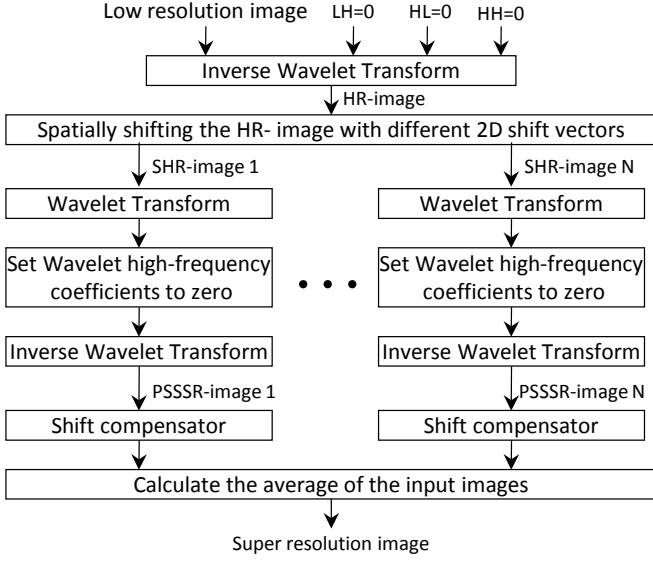 Low resolution image LH=0 HL=0 HH=0
Inverse Wavelet Transform
HR-image
Spatially shifting the HR- image with different 2D shift vectors
SHR-image 1 SHR-image N
Wavelet Transform Wavelet Transform
Set Wavelet high-frequency Set Wavelet high-frequency
coefficients to zero • • • coefficients to zero
Inverse Wavelet Transform Inverse Wavelet Transform
PSSSR-image 1 PSSSR-image N
Shift compensator Shift compensator
Calculate the average of the input images
Super resolution image